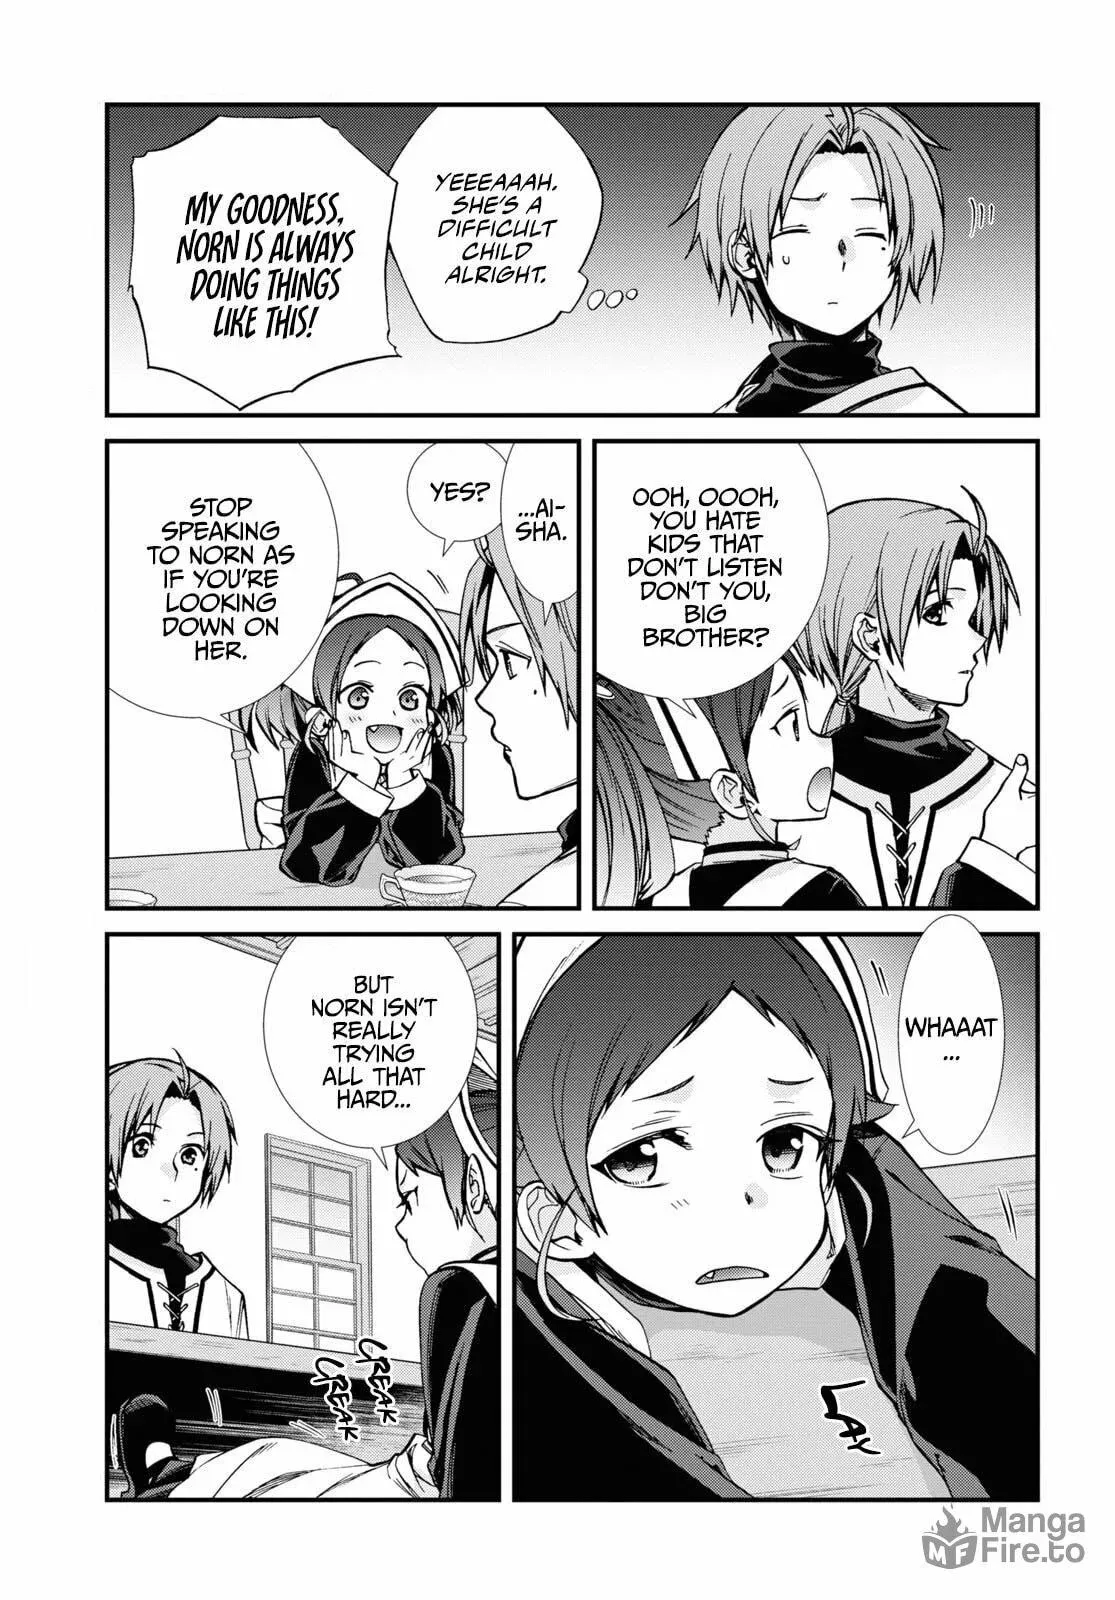 YEEEAAAH.
SHE'S A
DIFFICULT
CHILD
ALRIGHT.
MY GOODNESS,
NORN IS ALWAYS
DOING THINGS
LIKE THIS!
OOH, OOOH,
YOU HATE
KIDS THAT
DON'T LISTEN
DON'T YOU,
BIG
BROTHER?
...AI-
SHA.
YES?
STOP
SPEAKING
TO NORN AS
IF YOU'RE
LOOKING
DOWN ON
HER.
WHAAAT
...
LAY
BUT
NORN ISN'T
REALLY
TRYING
ALL THAT
HARD...
CREAK
CREAK
Manga
Fire.to
MF